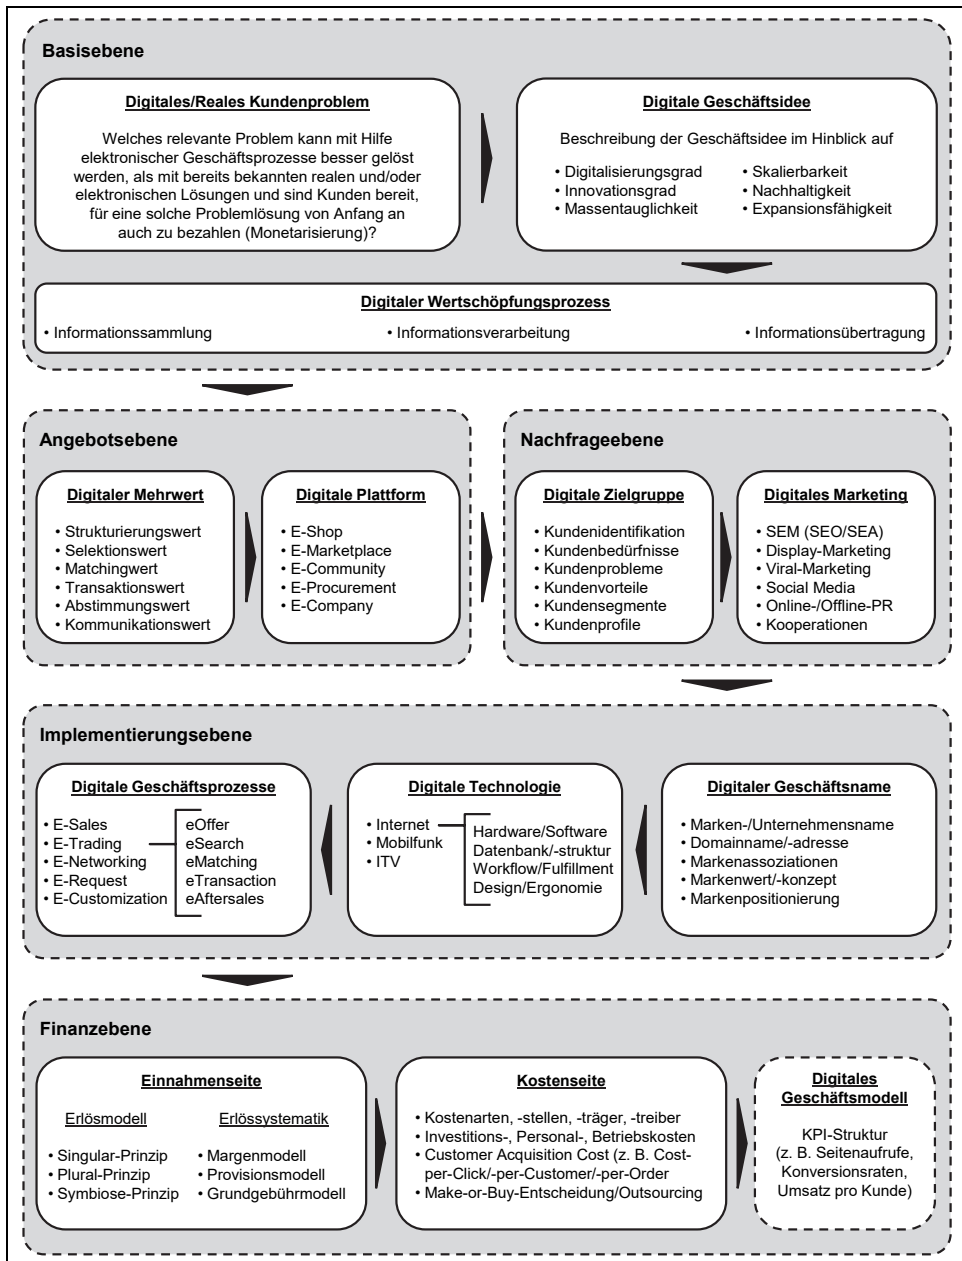 Basisebene
Digitales/Reales Kundenproblem
Welches relevante Problem kann mit Hilfe
elektronischer Geschäftsprozesse besser gelöst
werden, als mit bereits bekannten realen und/oder
elektronischen Lösungen und sind Kunden bereit,
für eine solche Problemlösung von Anfang an
auch zu bezahlen (Monetarisierung)?
Digitale Geschäftsidee
Beschreibung der Geschäftsidee im Hinblick auf
• Digitalisierungsgrad
• Innovationsgrad
• Massentauglichkeit
• Skalierbarkeit
• Nachhaltigkeit
• Expansionsfähigkeit
Digitaler Wertschöpfungsprozess
• Informationssammlung • Informationsverarbeitung • Informationsübertragung
Angebotsebene
Digitaler Mehrwert
• Strukturierungswert
• Selektionswert
• Matchingwert
• Transaktionswert
• Abstimmungswert
• Kommunikationswert
Digitale Plattform
• E-Shop
• E-Marketplace
• E-Community
• E-Procurement
• E-Company
Nachfrageebene
Digitale Zielgruppe
• Kundenidentifikation
• Kundenbedürfnisse
• Kundenprobleme
• Kundenvorteile
• Kundensegmente
• Kundenprofile
Digitales Marketing
• SEM (SEO/SEA)
• Display-Marketing
• Viral-Marketing
• Social Media
• Online-/Offline-PR
• Kooperationen
Implementierungsebene
Digitale Geschäftsprozesse
• E-Sales
• E-Trading
• E-Networking
• E-Request
• E-Customization
eOffer
eSearch
eMatching
eTransaction
eAftersales
Digitale Technologie
• Internet
• Mobilfunk
• ITV
Hardware/Software
Datenbank/-struktur
Workflow/Fulfillment
Design/Ergonomie
Digitaler Geschäftsname
• Marken-/Unternehmensname
• Domainname/-adresse
• Markenassoziationen
• Markenwert/-konzept
• Markenpositionierung
Finanzebene
Einnahmenseite
Erlösmodell
• Singular-Prinzip
• Plural-Prinzip
• Symbiose-Prinzip
Erlössystematik
• Margenmodell
• Provisionsmodell
• Grundgebührmodell
Kostenseite
• Kostenarten, -stellen, -träger, -treiber
• Investitions-, Personal-, Betriebskosten
• Customer Acquisition Cost (z. B. Cost-
per-Click/-per-Customer/-per-Order
• Make-or-Buy-Entscheidung/Outsourcing
Digitales
Geschäftsmodell
KPI-Struktur
(z. B. Seitenaufrufe,
Konversionsraten,
Umsatz pro Kunde)